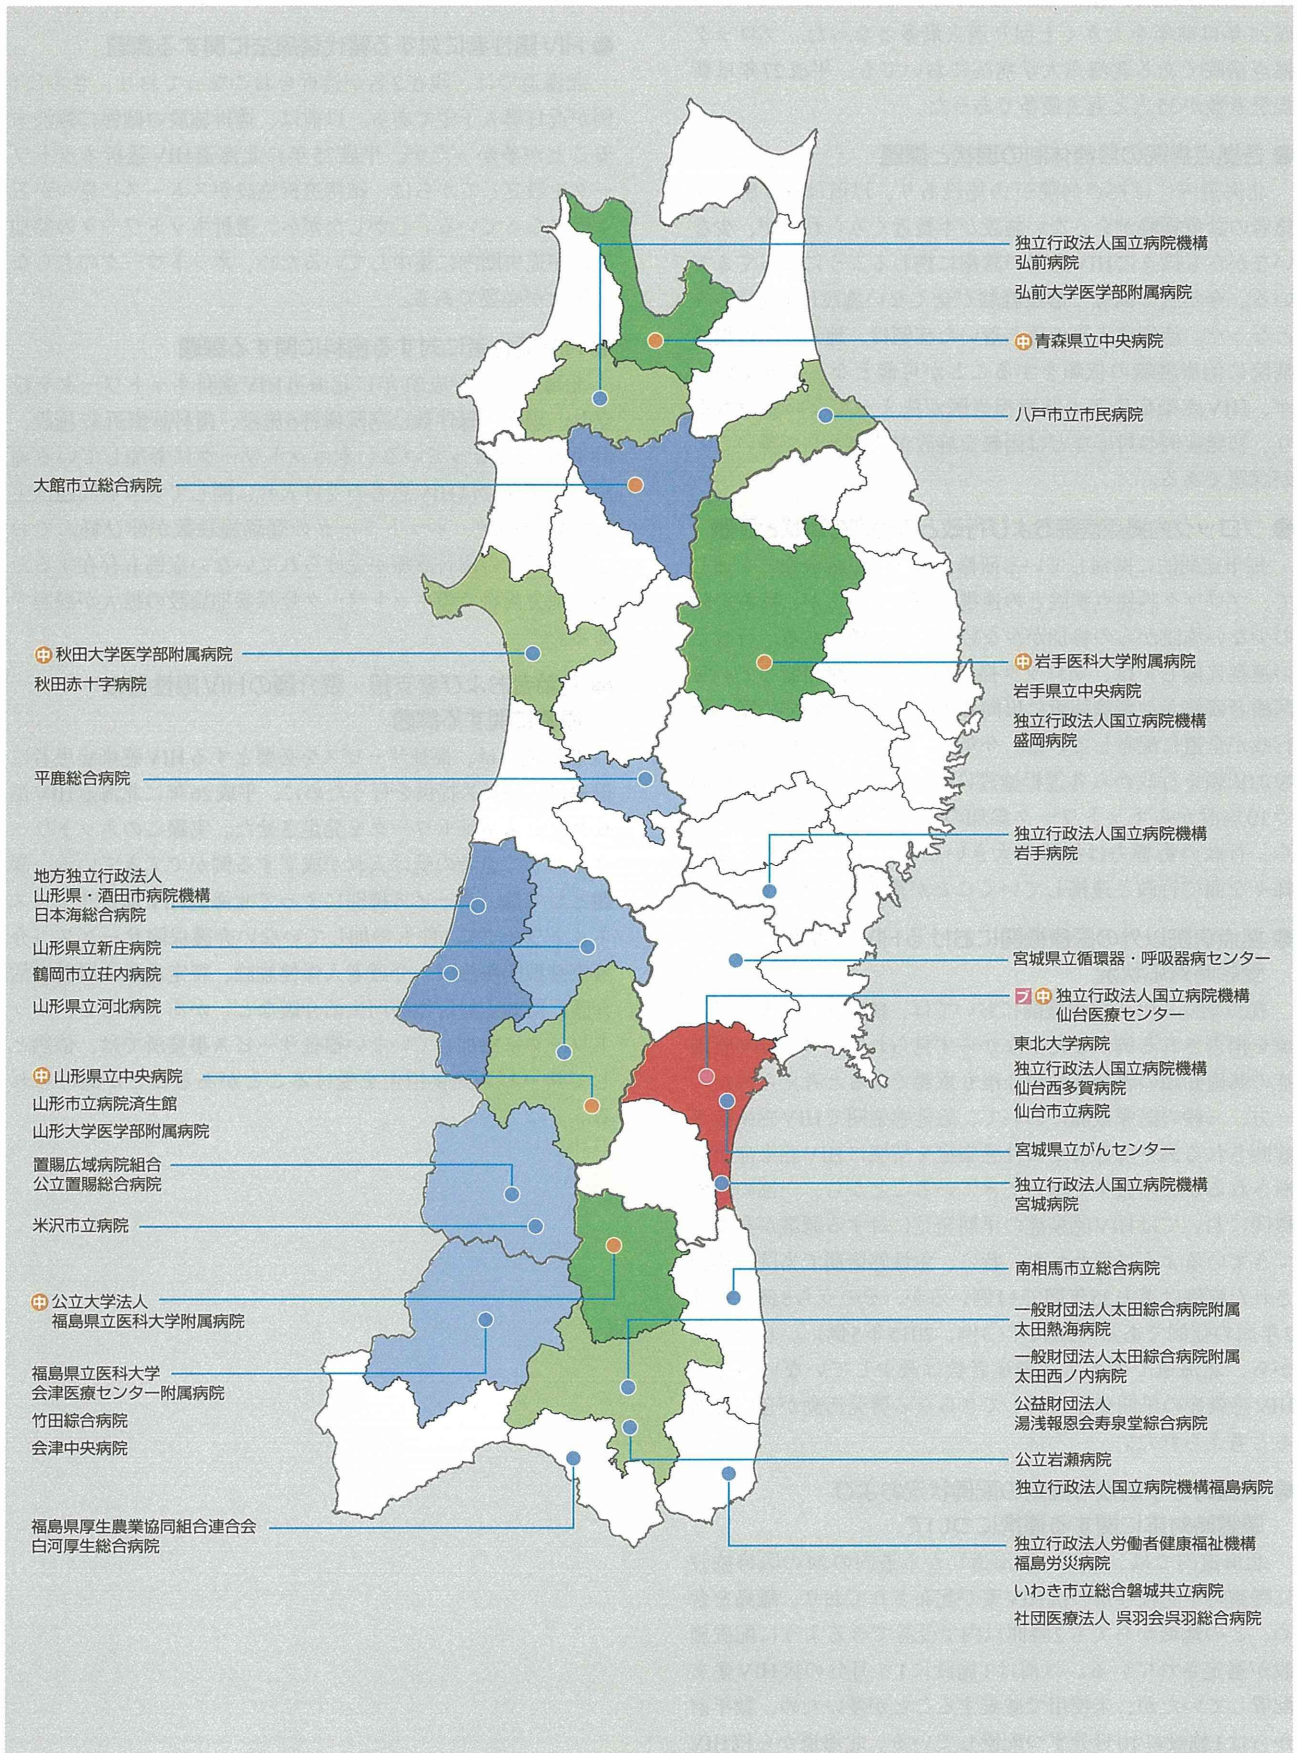 独立行政法人国立病院機構
弘前病院
弘前大学医学部附属病院
中 青森県立中央病院
八戸市立市民病院
大館市立総合病院
中 秋田大学医学部附属病院
秋田赤十字病院
中 岩手医科大学附属病院
岩手県立中央病院
独立行政法人国立病院機構
盛岡病院
平鹿総合病院
独立行政法人国立病院機構
岩手病院
地方独立行政法人
山形県・酒田市病院機構
日本海総合病院
山形県立新庄病院
鶴岡市立荘内病院
山形県立河北病院
宮城県立循環器・呼吸器病センター
ブ 中 独立行政法人国立病院機構
仙台医療センター
東北大学病院
独立行政法人国立病院機構
仙台西多賀病院
仙台市立病院
中 山形県立中央病院
山形市立病院済生館
山形大学医学部附属病院
宮城県立がんセンター
独立行政法人国立病院機構
宮城病院
置賜広域病院組合
公立置賜総合病院
米沢市立病院
南相馬市立総合病院
中 公立大学法人
福島県立医科大学附属病院
一般財団法人太田綜合病院附属
太田熱海病院
一般財団法人太田綜合病院附属
太田西ノ内病院
公益財団法人
湯浅報恩会寿泉堂綜合病院
福島県立医科大学
会津医療センター附属病院
竹田綜合病院
会津中央病院
公立岩瀬病院
独立行政法人国立病院機構福島病院
福島県厚生農業協同組合連合会
白河厚生総合病院
独立行政法人労働者健康福祉機構
福島労災病院
いわき市立総合磐城共立病院
社団医療法人 呉羽会呉羽総合病院